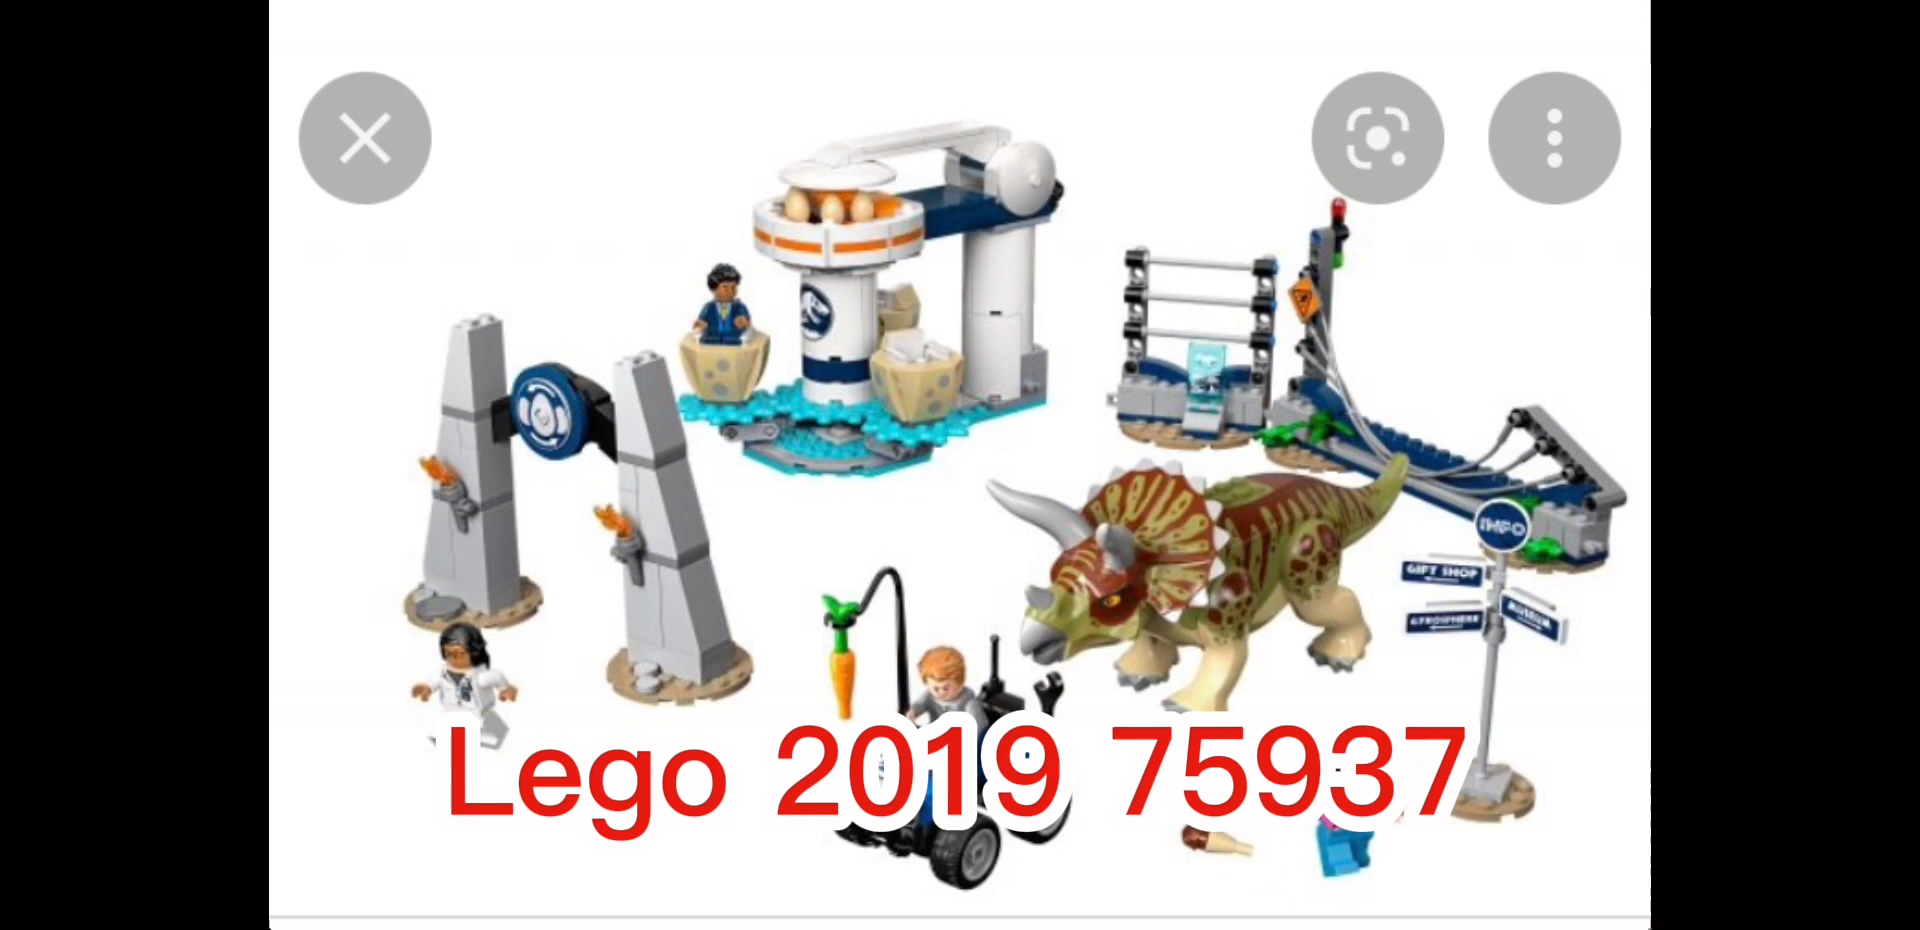 INFO
GIFT SHOP
GYROSPHERE
MUSEUM
Lego 2019 75937